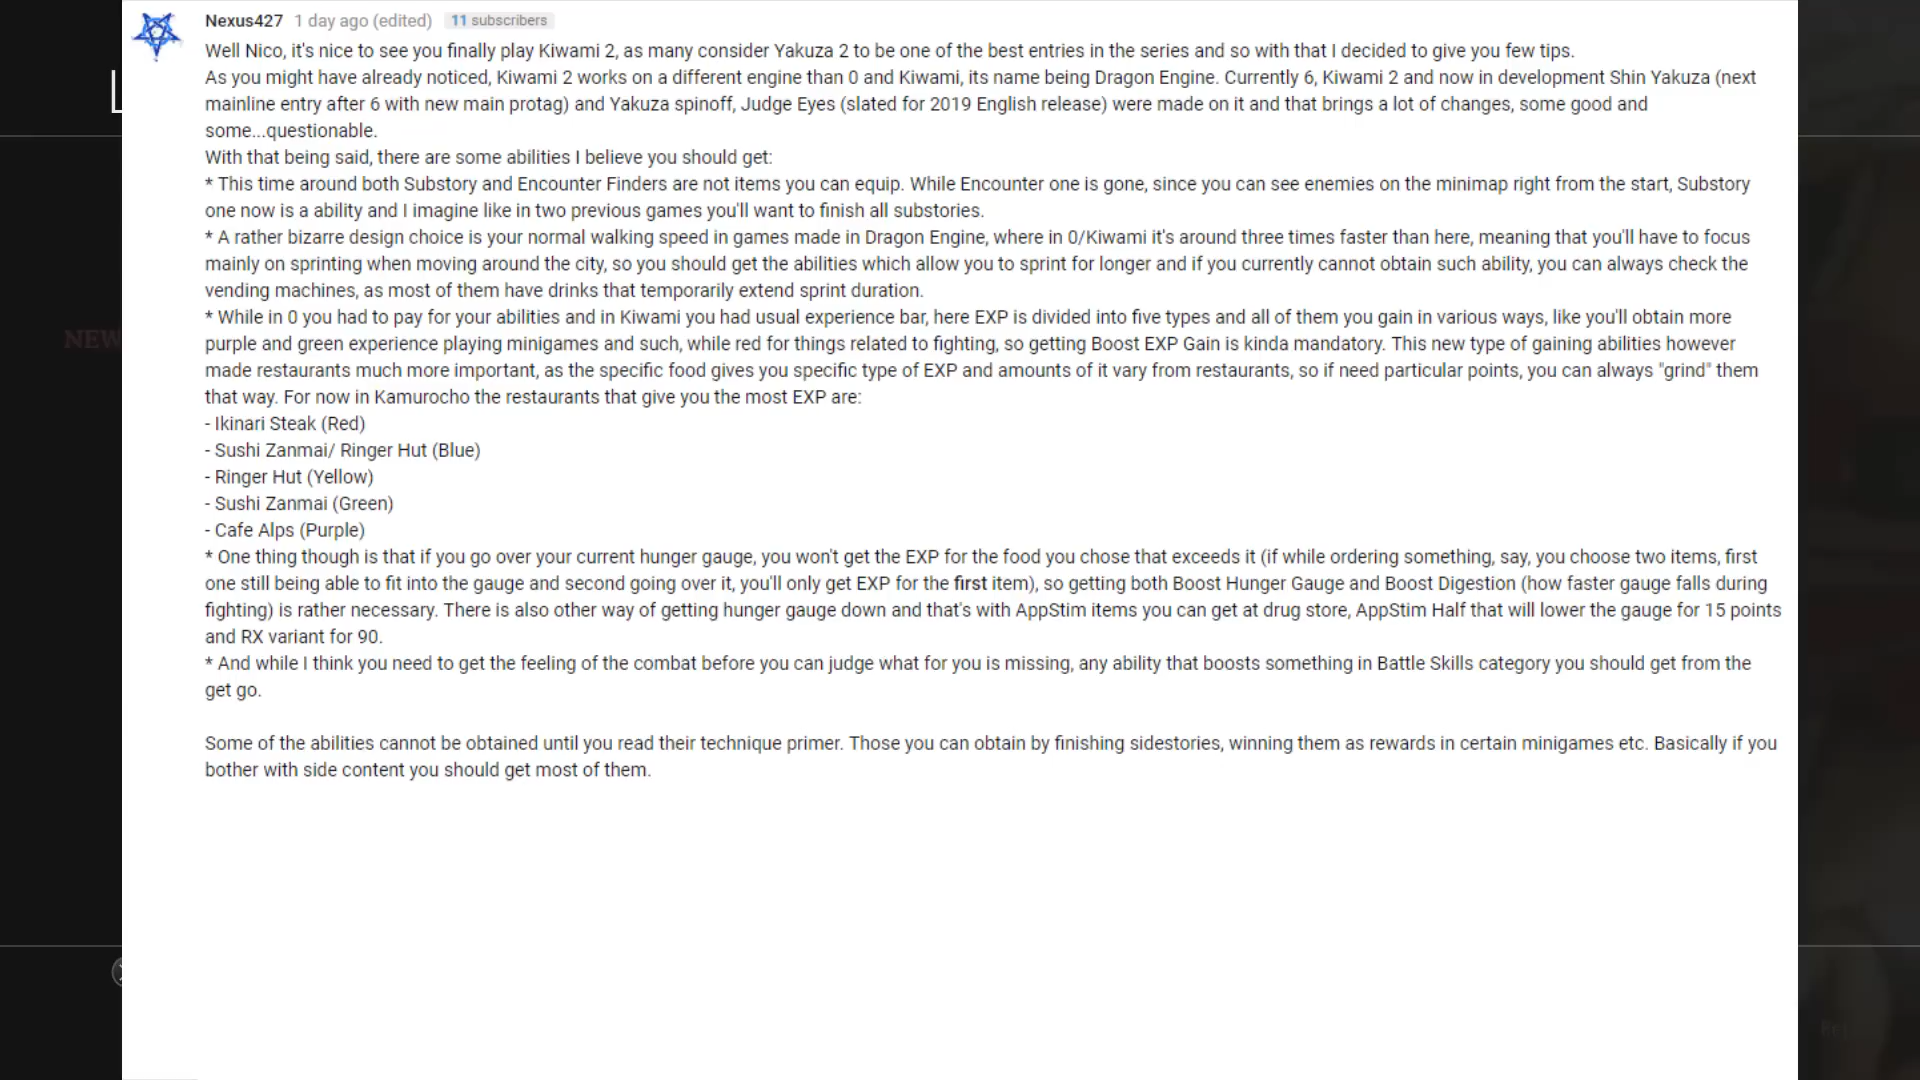 Nexus427 1 day ago (edited) 11 subscribers
Well Nico, it's nice to see you finally play Kiwami 2, as many consider Yakuza 2 to be one of the best entries in the series and so with that I decided to give you few tips.
As you might have already noticed, Kiwami 2 works on a different engine than 0 and Kiwami, its name being Dragon Engine. Currently 6, Kiwami 2 and now in development Shin Yakuza (next
mainline entry after 6 with new main protag) and Yakuza spinoff, Judge Eyes (slated for 2019 English release) were made on it and that brings a lot of changes, some good and
some...questionable.
With that being said, there are some abilities I believe you should get:
* This time around both Substory and Encounter Finders are not items you can equip. While Encounter one is gone, since you can see enemies on the minimap right from the start, Substory
one now is a ability and I imagine like in two previous games you'll want to finish all substories.
* A rather bizarre design choice is your normal walking speed in games made in Dragon Engine, where in 0/Kiwami it's around three times faster than here, meaning that you'll have to focus
mainly on sprinting when moving around the city, so you should get the abilities which allow you to sprint for longer and if you currently cannot obtain such ability, you can always check the
vending machines, as most of them have drinks that temporarily extend sprint duration.
* While in 0 you had to pay for your abilities and in Kiwami you had usual experience bar, here EXP is divided into five types and all of them you gain in various ways, like you'll obtain more
purple and green experience playing minigames and such, while red for things related to fighting, so getting Boost EXP Gain is kinda mandatory. This new type of gaining abilities however
made restaurants much more important, as the specific food gives you specific type of EXP and amounts of it vary from restaurants, so if need particular points, you can always "grind" them
that way. For now in Kamurocho the restaurants that give you the most EXP are:
- Ikinari Steak (Red)
- Sushi Zanmai/ Ringer Hut (Blue)
- Ringer Hut (Yellow)
- Sushi Zanmai (Green)
- Cafe Alps (Purple)
* One thing though is that if you go over your current hunger gauge, you won't get the EXP for the food you chose that exceeds it (if while ordering something, say, you choose two items, first
one still being able to fit into the gauge and second going over it, you'll only get EXP for the first item), so getting both Boost Hunger Gauge and Boost Digestion (how faster gauge falls during
fighting) is rather necessary. There is also other way of getting hunger gauge down and that's with AppStim items you can get at drug store, AppStim Half that will lower the gauge for 15 points
and RX variant for 90.
* And while I think you need to get the feeling of the combat before you can judge what for you is missing, any ability that boosts something in Battle Skills category you should get from the
get go.
Some of the abilities cannot be obtained until you read their technique primer. Those you can obtain by finishing sidestories, winning them as rewards in certain minigames etc. Basically if you
bother with side content you should get most of them.
NEW